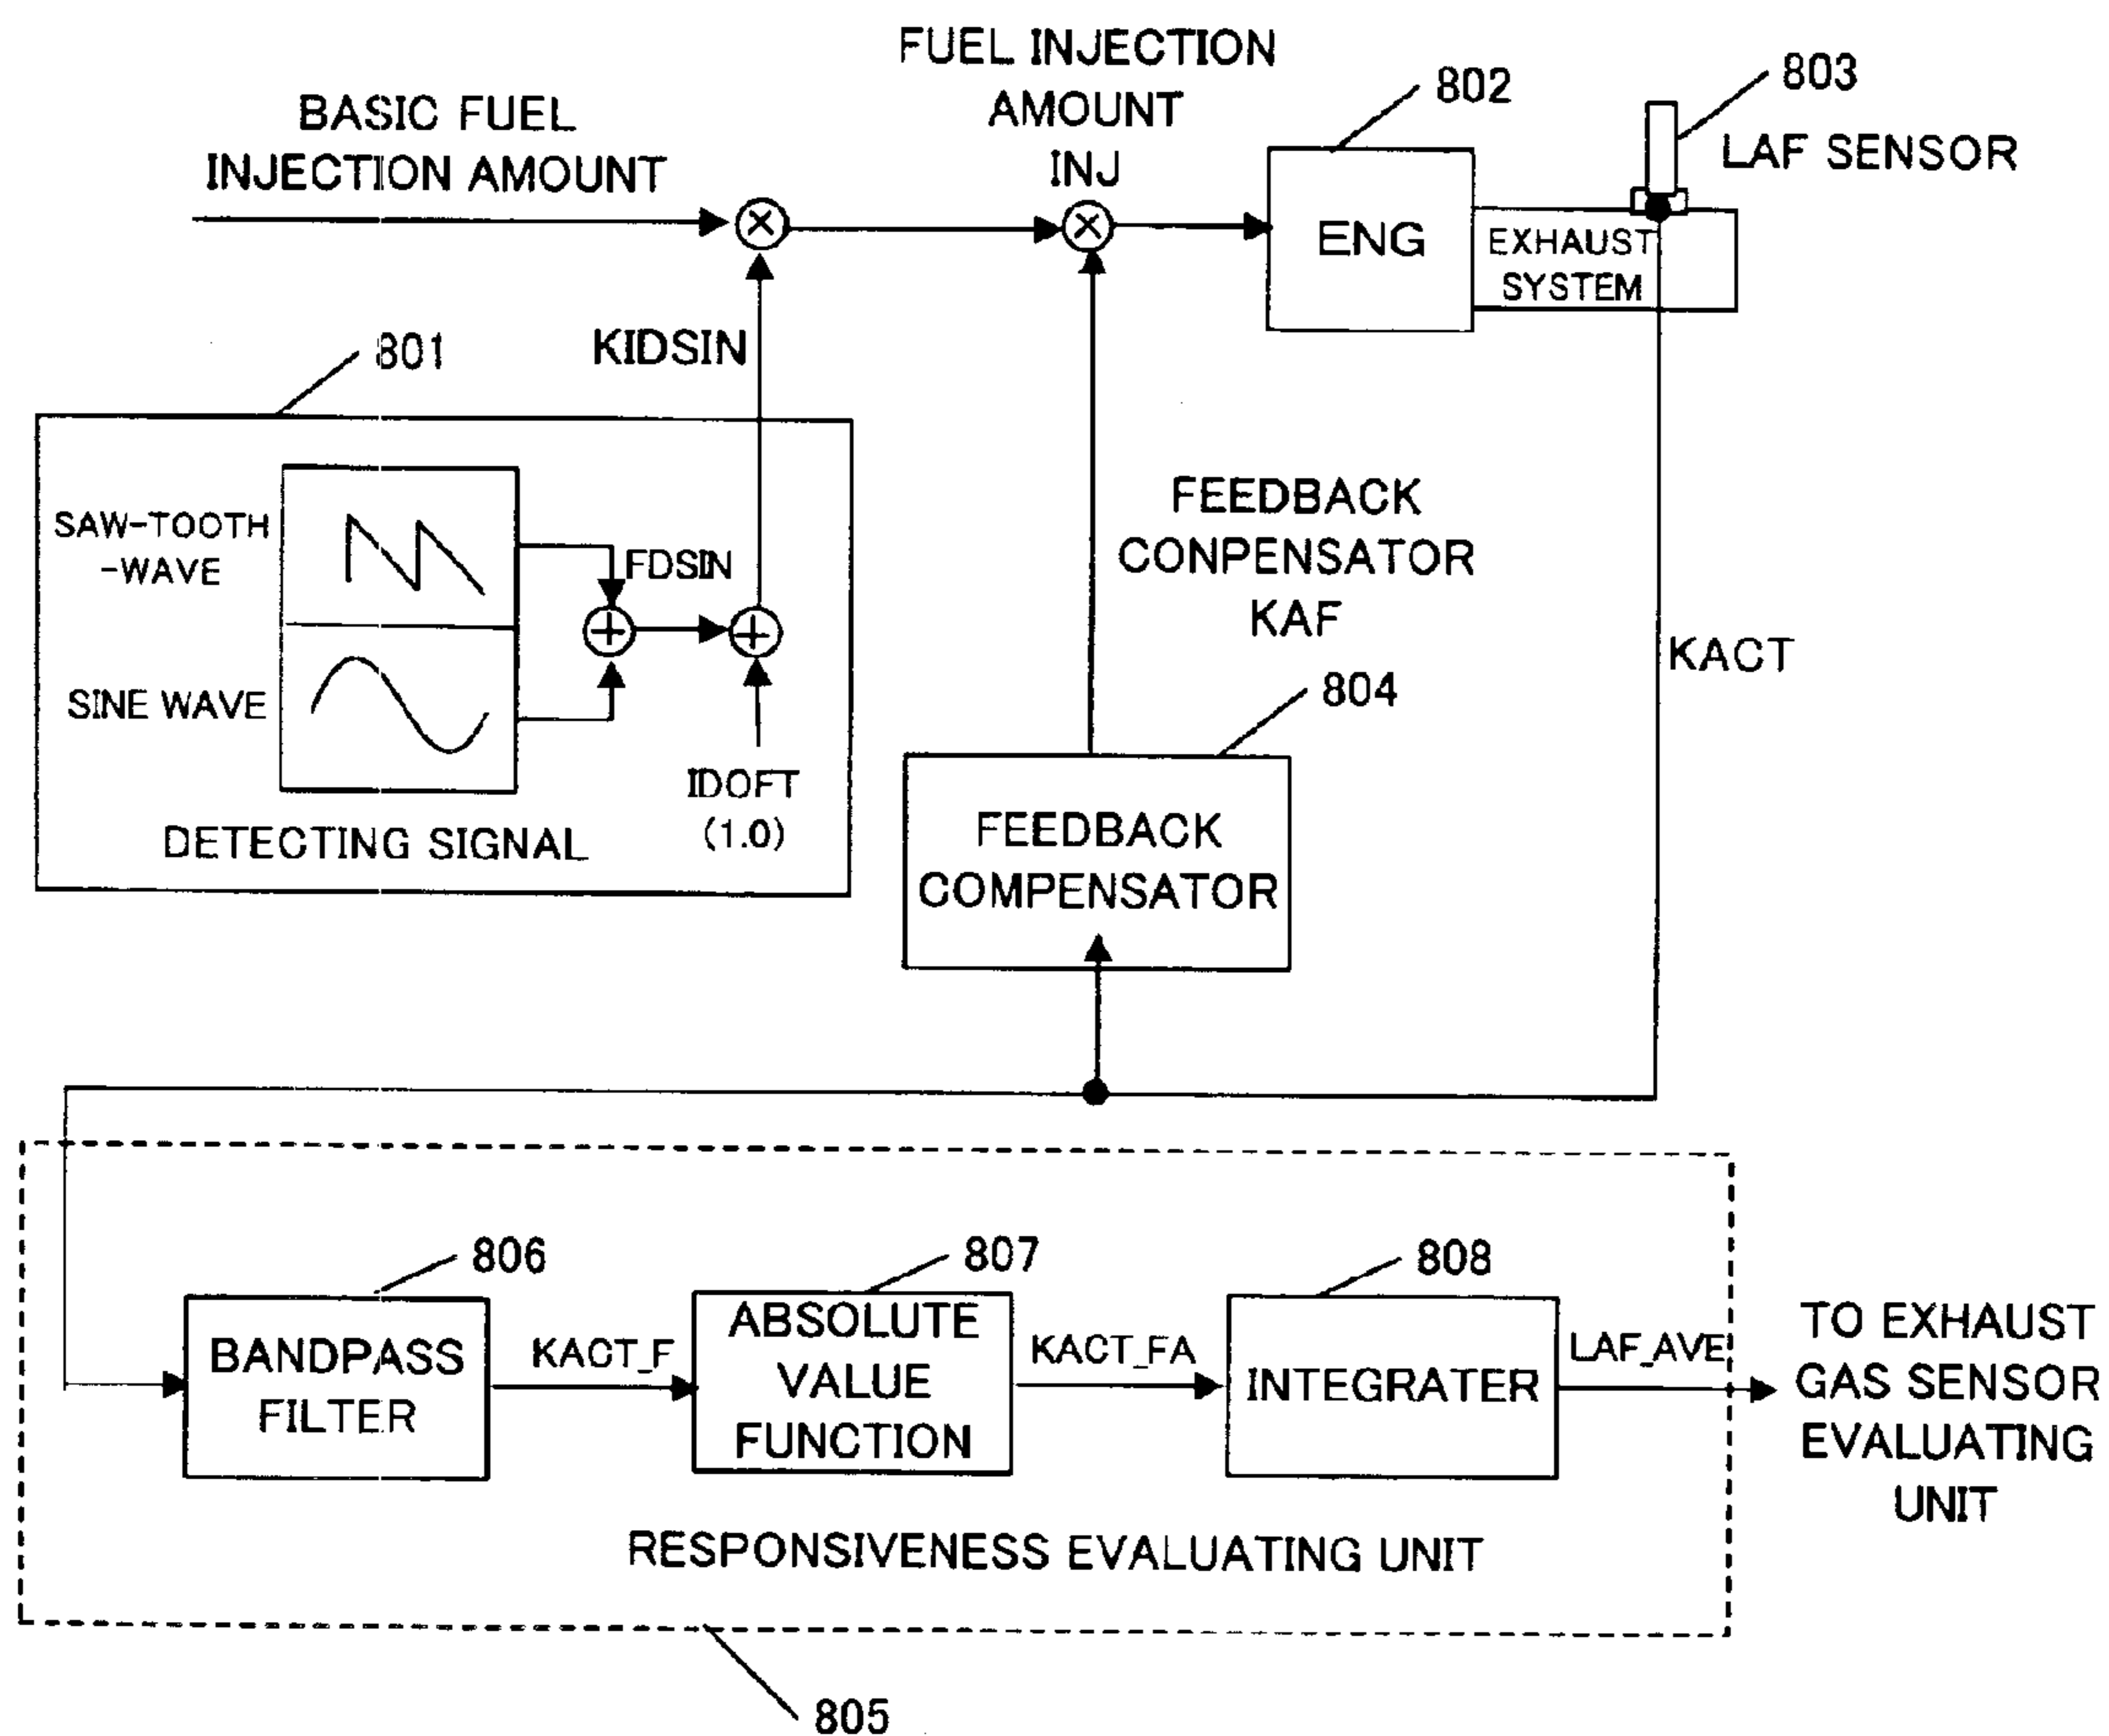 FUEL INJECTION
AMOUNT
INJ
BASIC FUEL
INJECTION AMOUNT
802
803
LAF SENSOR
ENG
EXHAUST
SYSTEM
801
KIDSIN
SAW-TOOTH
-WAVE
FDSIN
SINE WAVE
IDOFT
(1.0)
DETECTING SIGNAL
FEEDBACK
CONPENSATOR
KAF
KACT
804
FEEDBACK
COMPENSATOR
806
807
808
BANDPASS
FILTER
KACT_F
ABSOLUTE
VALUE
FUNCTION
KACT_FA
INTEGRATER
LAF_AVE
TO EXHAUST
GAS SENSOR
EVALUATING
UNIT
RESPONSIVENESS EVALUATING UNIT
805